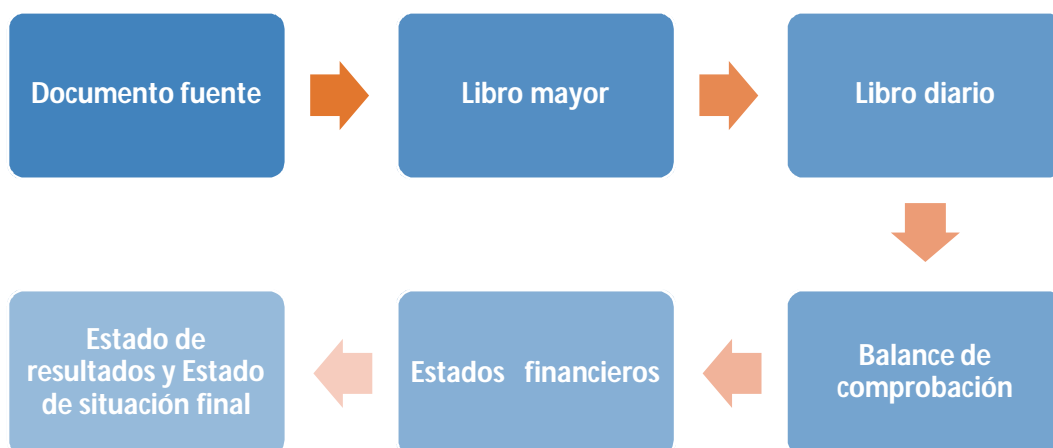 Documento fuente
Libro mayor
Libro diario
Balance de
comprobación
Estados financieros
Estado de
resultados y Estado
de situación final